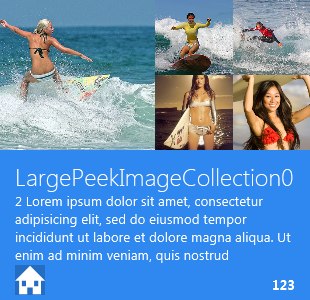 LargePeekImageCollection0
2 Lorem ipsum dolor sit amet, consectetur
adipisicing elit, sed do eiusmod tempor
incididunt ut labore et dolore magna aliqua. Ut
enim ad minim veniam, quis nostrud
123